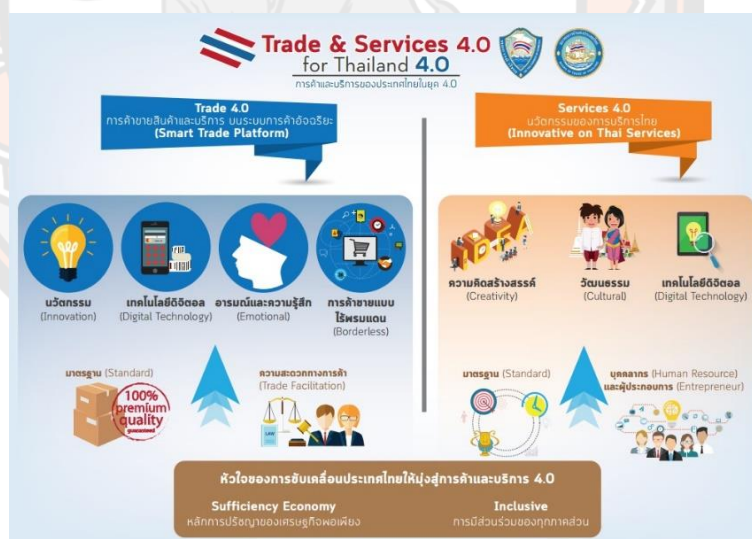 Trade & Services 4.0
for Thailand 4.0
การค้าและบริการของประเทศไทยในยุค 4.0
Trade 4.0
การค้าขายสินค้าและบริการ บนระบบการค้าอัจฉริยะ
(Smart Trade Platform)
Services 4.0
นวัตกรรมของการบริการไทย
(Innovative on Thai Services)
นวัตกรรม
(Innovation)
เทคโนโลยีดิจิตอล
(Digital Technology)
อารมณ์และความรู้สึก
(Emotional)
การค้าขายแบบ
ไร้พรมแดน
(Borderless)
มาตรฐาน (Standard)
100%
premium
quality
guaranteed
ความสะดวกทางการค้า
(Trade Facilitation)
LAW
IDEA
ความคิดสร้างสรรค์
(Creativity)
วัฒนธรรม
(Cultural)
เทคโนโลยีดิจิตอล
(Digital Technology)
มาตรฐาน (Standard)
บุคคลากร (Human Resource)
และผู้ประกอบการ (Entrepreneur)
หัวใจของการขับเคลื่อนประเทศไทยให้มุ่งสู่การค้าและบริการ 4.0
Sufficiency Economy
หลักการปรัชญาของเศรษฐกิจพอเพียง
Inclusive
การมีส่วนร่วมของทุกภาคส่วน